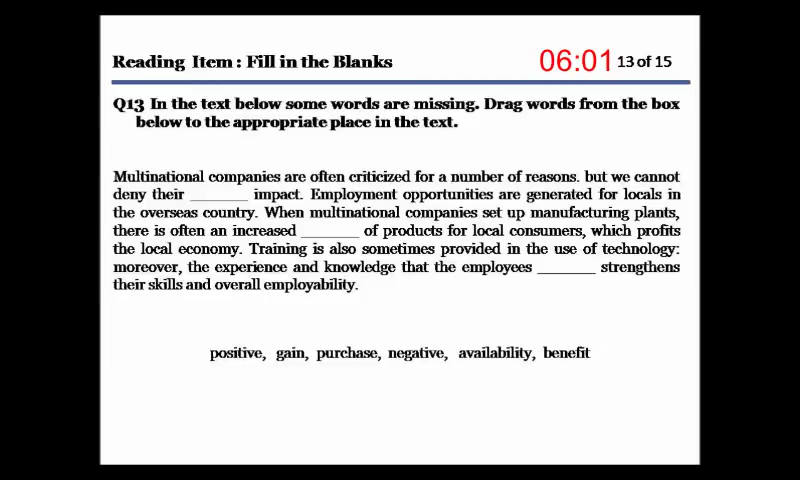 Reading Item : Fill in the Blanks
06:01 13 of 15
Q13 In the text below some words are missing. Drag words from the box
below to the appropriate place in the text.
Multinational companies are often criticized for a number of reasons. but we cannot
deny their _______ impact. Employment opportunities are generated for locals in
the overseas country. When multinational companies set up manufacturing plants,
there is often an increased _______ of products for local consumers, which profits
the local economy. Training is also sometimes provided in the use of technology:
moreover, the experience and knowledge that the employees _______ strengthens
their skills and overall employability.
positive, gain, purchase, negative, availability, benefit